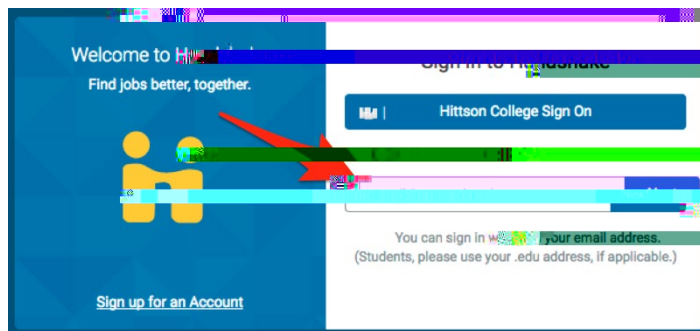 Welcome to
Find jobs better, together.
Sign up for an Account
Sign in to
Hittson College Sign On
You can sign in your email address.
(Students, please use your .edu address, if applicable.)